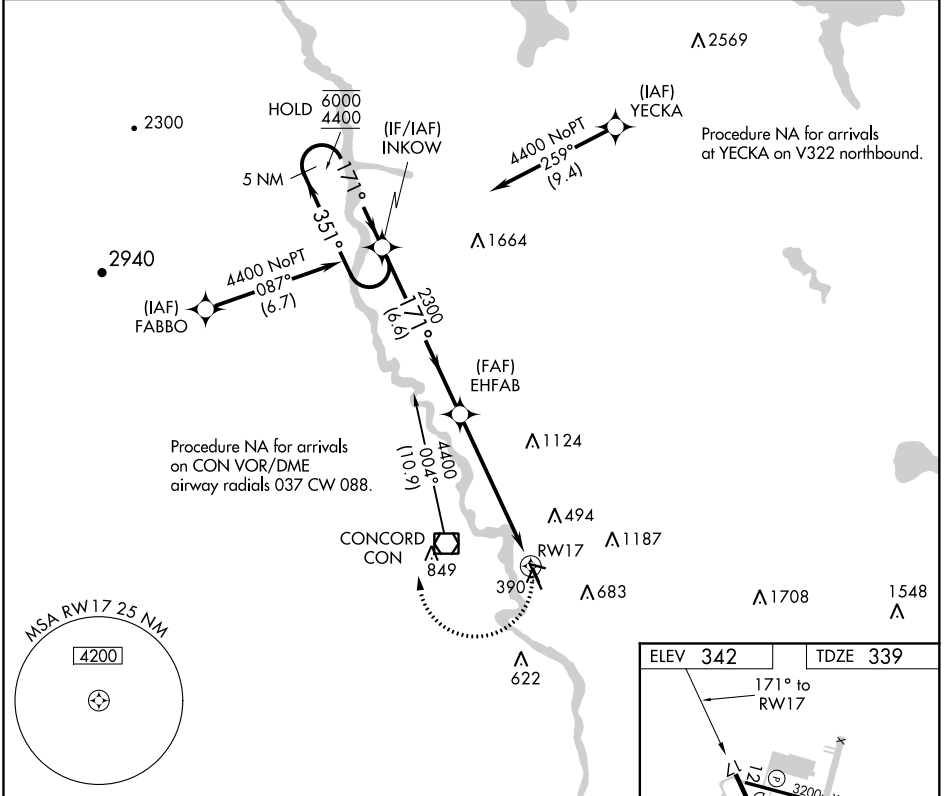 2569
(IAF)
YECKA
HOLD 6000
4400
2300
(IF/IAF)
INKOW
4400 NoPT
259°
(9.4)
Procedure NA for arrivals
at YECKA on V322 northbound.
5 NM
171°
351°
1664
2940
4400 NoPT
087°
(6.7)
(IAF)
FABBO
2300
171°
(6.6)
(FAF)
EHFAB
Procedure NA for arrivals
on CON VOR/DME
airway radials 037 CW 088.
4400
004°
(10.9)
1124
494
1187
CONCORD
CON
849
RW17
390
683
1708
1548
622
MSA RW17 25 NM
4200
ELEV 342
TDZE 339
171° to
RW17
17
12
P
3200
X